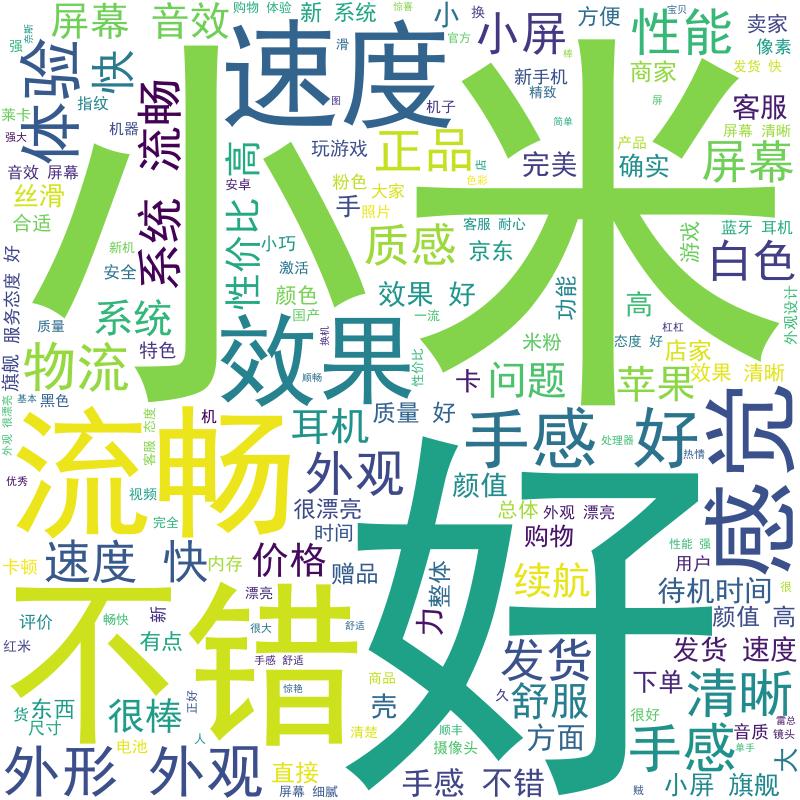 屏幕 音效
购物 体验
新 系统
小
换
惊喜
宝贝
强
奈斯
滑
官方
棒
方便
卖家
像素
体验
快
速度
小屏
性能
发货 快
指纹
莱卡
强大
机器
流畅
图
机子
新手机
精致
商家
屏
客服
简单
产品
屏幕 清晰
小米
音效 屏幕
丝滑
合适
系统 流畅
高
安卓
性价比
玩游戏
正品
粉色
大家
手
照片
色彩
完美
确实
屏幕
新机
安全
小巧
激活
质感
客服 耐心
京东
游戏
蓝牙 耳机
白色
服务态度 好
旗舰
质量
系统
特色
颜色
国产
换机
效果 好
一流
功能
高
米粉
态度 好
杠杠
店家
外观设计
物流
效果
顺畅
性价比
卡
问题
苹果
效果 清晰
基本
黑色
外观 很漂亮
客服 态度
机
耳机
质量 好
手感 好
处理器
热情
感觉
优秀
流畅
视频
完全
外观
很漂亮
时间
颜值
总体
外观 漂亮
购物
性能 强
用户
很
卡顿
速度 快
内存
价格
赠品
好
整体
力
续航
待机时间
不错
评价
畅快
新
漂亮
很大
舒适
颜值 高
红米
有点
手感 舒适
发货
发货 速度
货
东西
尺寸
很棒
正好
惊艳
商品
壳
久
舒服
下单
清晰
很好
雷总
电池
人
清楚
顺丰
摄像头
方面
手感
音质
镜头
单手
大
外形
外观
直接
屏幕 细腻
手感 不错
贼
小屏 旗舰